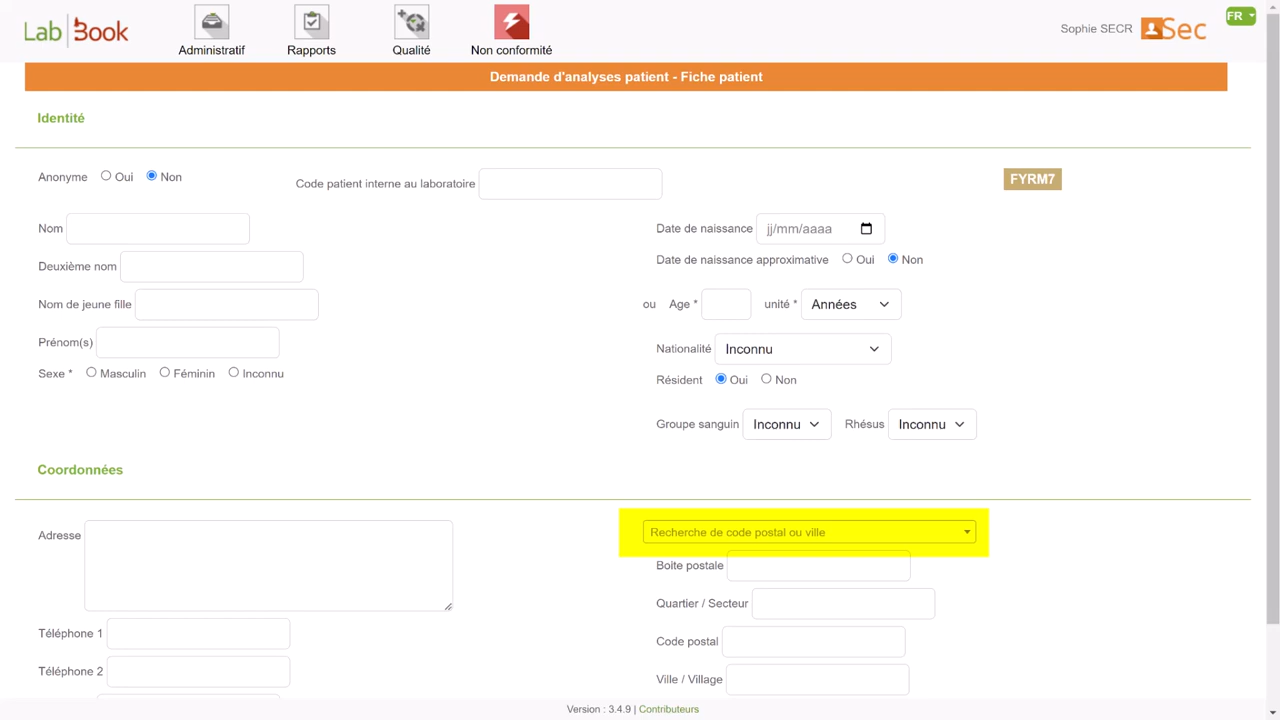 Lab Book
Administratif
Rapports
Qualité
Non conformité
Sophie SECR
Sec
FR
Demande d'analyses patient - Fiche patient
Identité
Anonyme Oui Non
Code patient interne au laboratoire
FYRM7
Nom
Date de naissance jj/mm/aaaa
Deuxième nom
Date de naissance approximative Oui Non
Nom de jeune fille
ou Age * unité * Années
Prénom(s)
Nationalité Inconnu
Sexe * Masculin Féminin Inconnu
Résident Oui Non
Groupe sanguin Inconnu Rhésus Inconnu
Coordonnées
Adresse
Recherche de code postal ou ville
Boite postale
Quartier / Secteur
Téléphone 1
Code postal
Téléphone 2
Ville / Village
Version : 3.4.9 | Contributeurs